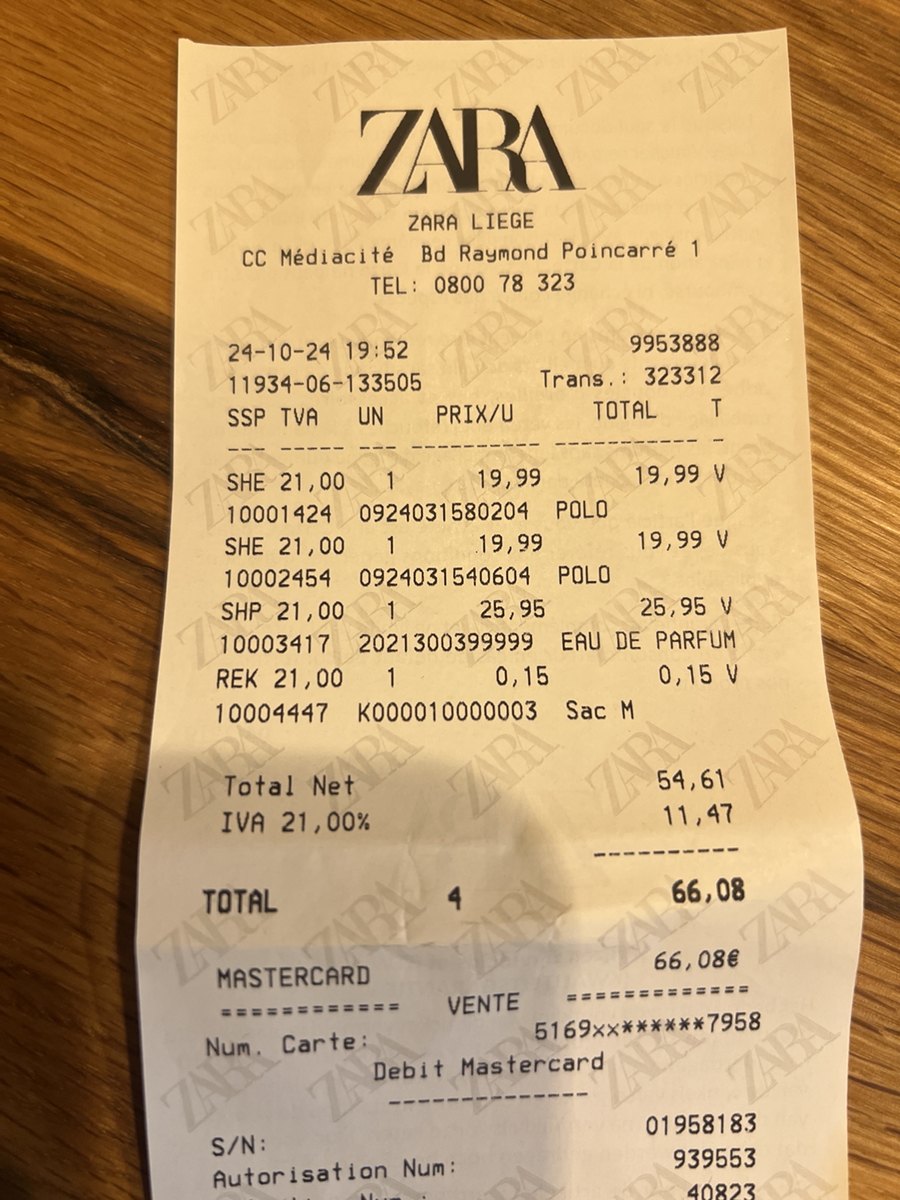 ZARA
ZARA LIEGE
CC Médiacité Bd Raymond Poincarré 1
TEL: 0800 78 323
24-10-24 19:52 9953888
11934-06-133505 Trans.: 323312
SSP TVA UN PRIX/U TOTAL T
--- ----- --- ---------- ----------- -
SHE 21,00 1 19,99 19,99 V
10001424 0924031580204 POLO
SHE 21,00 1 19,99 19,99 V
10002454 0924031540604 POLO
SHP 21,00 1 25,95 25,95 V
10003417 2021300399999 EAU DE PARFUM
REK 21,00 1 0,15 0,15 V
10004447 K000010000003 Sac M
Total Net 54,61
IVA 21,00% 11,47
----------
TOTAL 4 66,08
MASTERCARD 66,08€
============ VENTE =============
Num. Carte: 5169xx******7958
Debit Mastercard
--------------
S/N: 01958183
Autorisation Num: 939553
40823